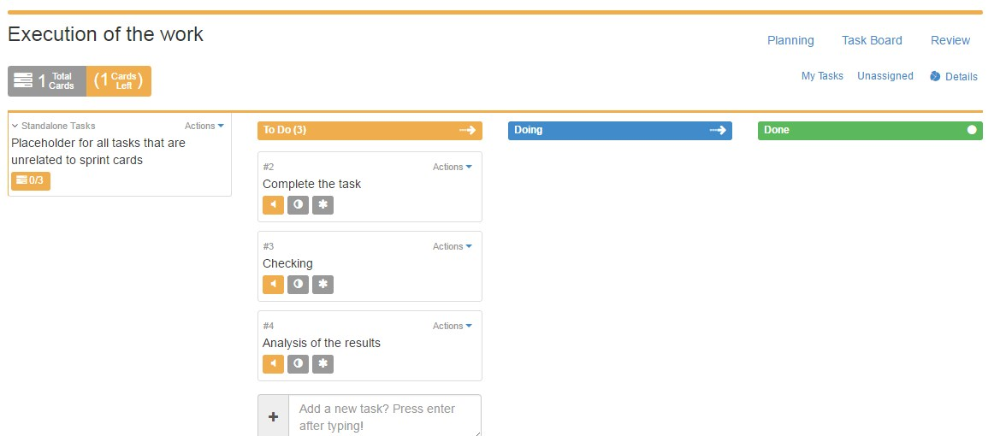 Execution of the work
Planning Task Board Review
1 Total Cards (1 Cards Left)
My Tasks Unassigned Details
Standalone Tasks Actions
Placeholder for all tasks that are
unrelated to sprint cards
0/3
To Do (3)
#2 Actions
Complete the task
#3 Actions
Checking
#4 Actions
Analysis of the results
+ Add a new task? Press enter
after typing!
Doing
Done